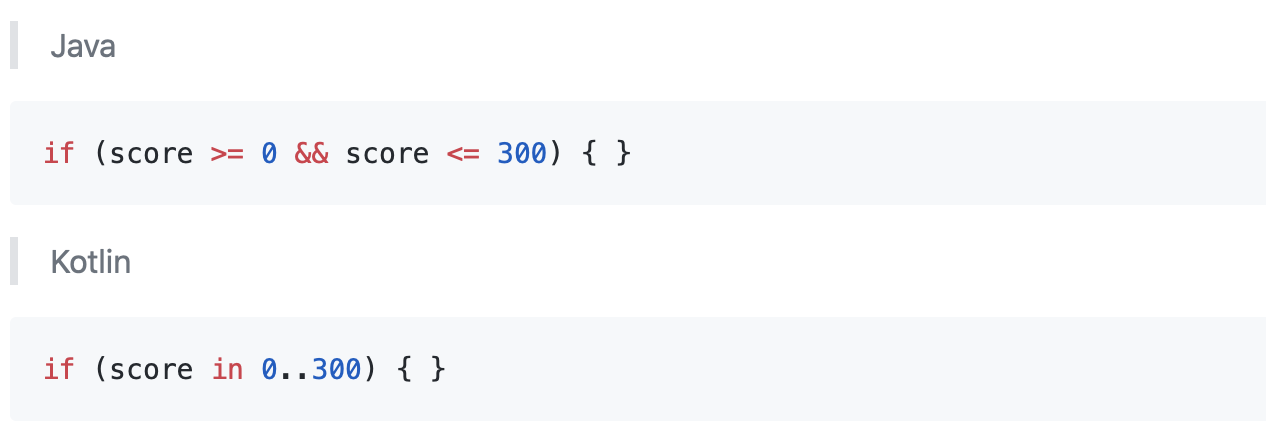 Java
if (score >= 0 && score <= 300) { }
Kotlin
if (score in 0..300) { }